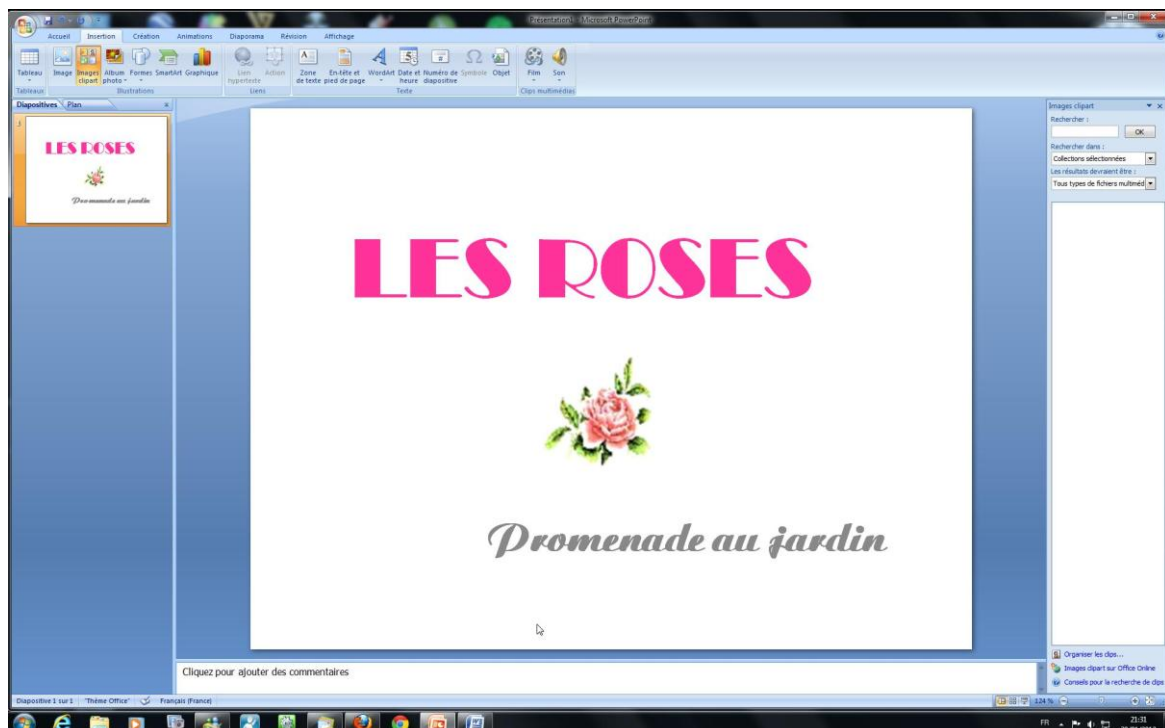 Présentation1 - Microsoft PowerPoint
Accueil Insertion Création Animations Diaporama Révision Affichage
Tableau Image Images clipart Album photo Formes SmartArt Graphique Lien hypertexte Action Zone de texte En-tête et pied de page WordArt Date et heure Numéro de diapositive Symbole Objet Film Son
Tableaux Illustrations Liens Texte Clips multimédias
Diapositives Plan
LES ROSES
Promenade au jardin
LES ROSES
Promenade au jardin
Cliquez pour ajouter des commentaires
Images clipart
Rechercher :
OK
Rechercher dans :
Collections sélectionnées
Les résultats devraient être :
Tous types de fichiers multiméd
Organiser les clips...
Images clipart sur Office Online
Conseils pour la recherche de clips
Diapositive 1 sur 1 "Thème Office" Français (France) 124 %
FR 21:31